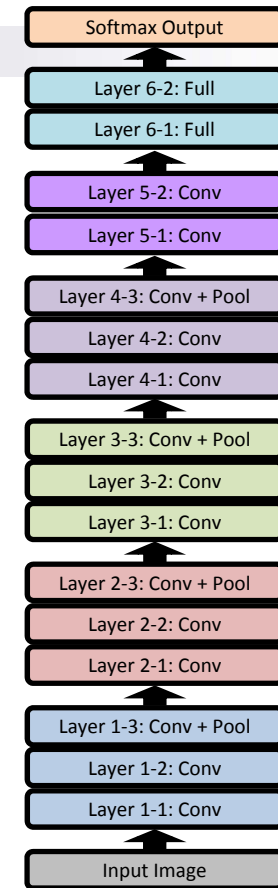 Softmax Output
Layer 6-2: Full
Layer 6-1: Full
Layer 5-2: Conv
Layer 5-1: Conv
Layer 4-3: Conv + Pool
Layer 4-2: Conv
Layer 4-1: Conv
Layer 3-3: Conv + Pool
Layer 3-2: Conv
Layer 3-1: Conv
Layer 2-3: Conv + Pool
Layer 2-2: Conv
Layer 2-1: Conv
Layer 1-3: Conv + Pool
Layer 1-2: Conv
Layer 1-1: Conv
Input Image